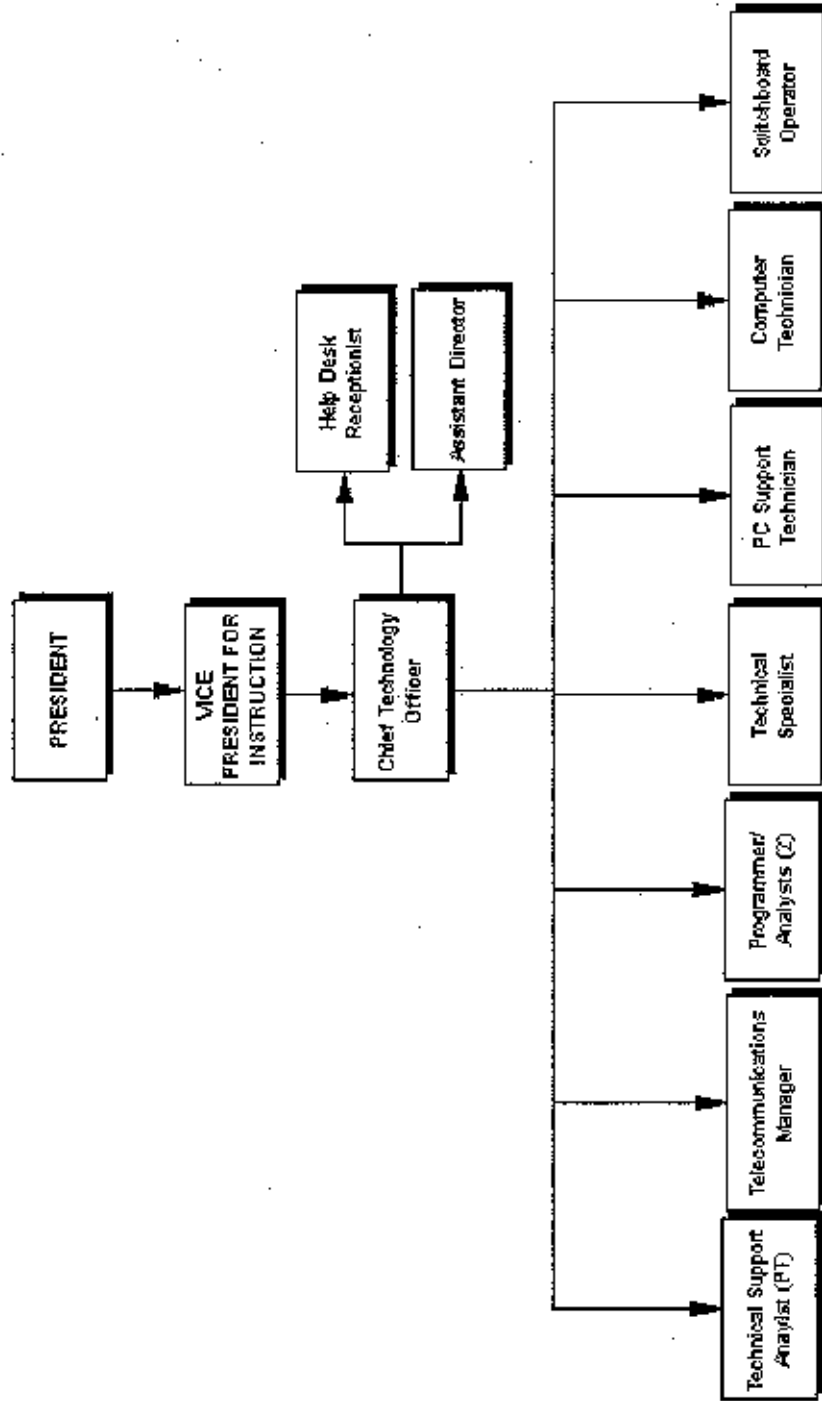 PRESIDENT
VICE
PRESIDENT FOR
INSTRUCTION
Chief Technology
Officer
Help Desk
Receptionist
Assistant Director
Technical Support
Anaylist (PT)
Telecommunications
Manager
Programmer/
Analysts (2)
Technical
Specialist
PC Support
Technician
Computer
Technician
Switchboard
Operator